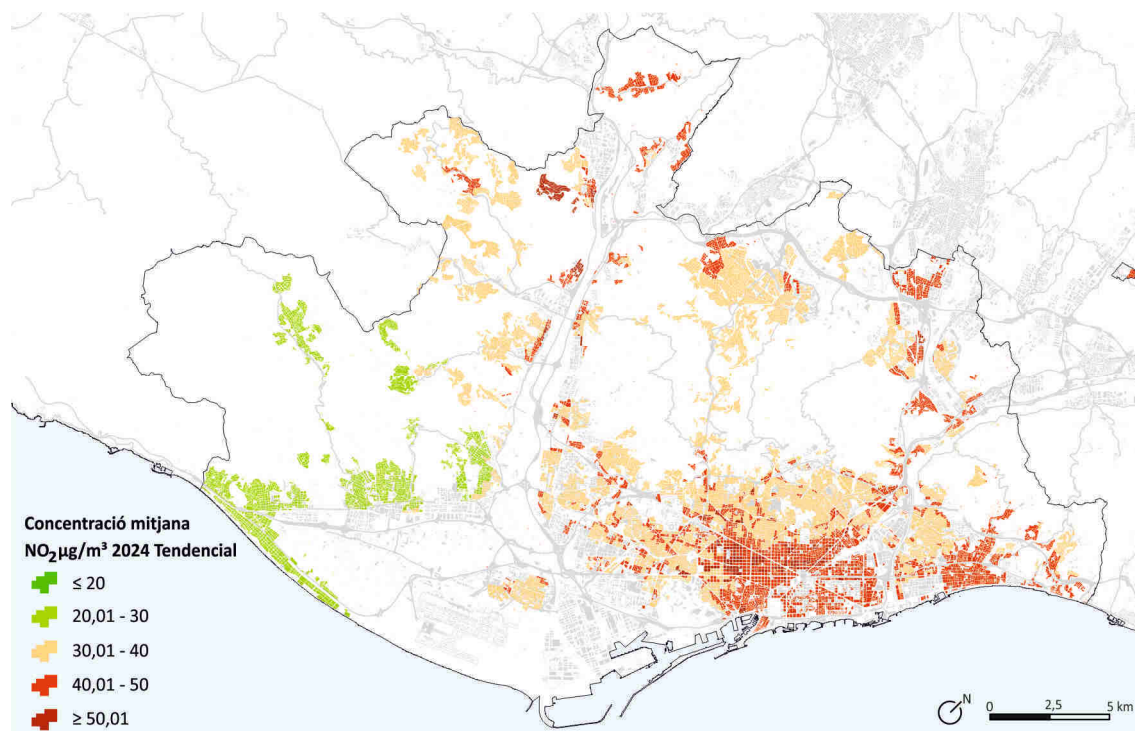 Concentració mitjana
NO₂µg/m³ 2024 Tendencial
≤ 20
20,01 - 30
30,01 - 40
40,01 - 50
≥ 50,01
N
0 2,5 5 km